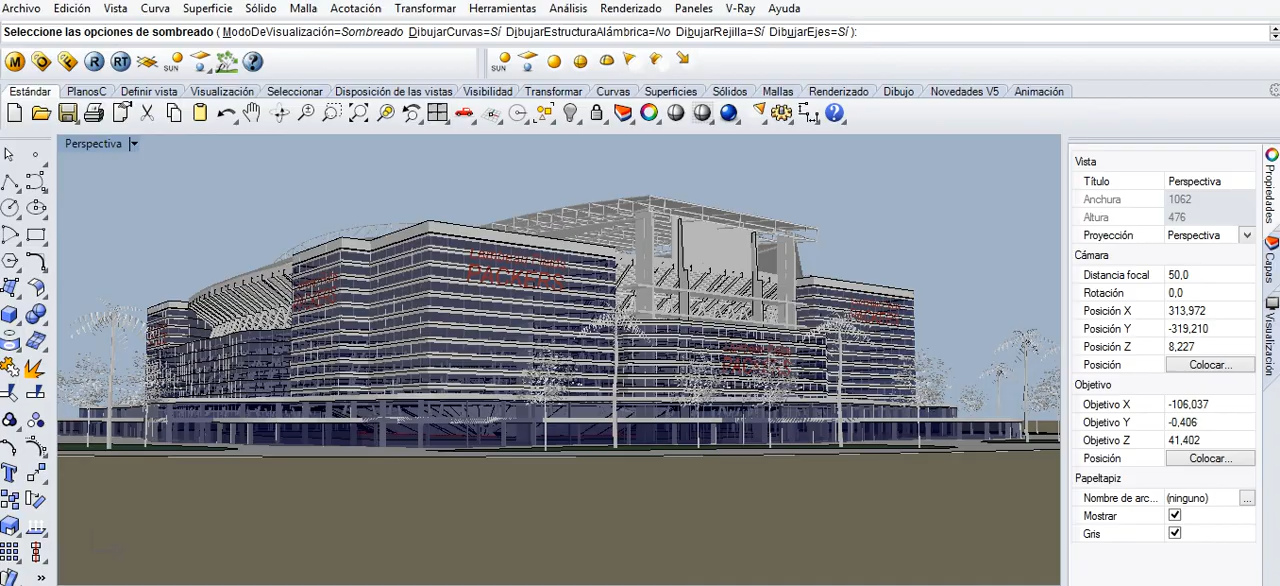 Archivo Edición Vista Curva Superficie Sólido Malla Acotación Transformar Herramientas Análisis Renderizado Paneles V-Ray Ayuda
Seleccione las opciones de sombreado ( ModoDeVisualización=Sombreado DibujarCurvas=Sí DibujarEstructuraAlámbrica=No DibujarRejilla=Sí DibujarEjes=Sí ):
M R RT SUN SUN
Estándar PlanosC Definir vista Visualización Seleccionar Disposición de las vistas Visibilidad Transformar Curvas Superficies Sólidos Mallas Renderizado Dibujo Novedades V5 Animación
Perspectiva
PACKERS
Vista
Título Perspectiva
Anchura 1062
Altura 476
Proyección Perspectiva
Cámara
Distancia focal 50,0
Rotación 0,0
Posición X 313,972
Posición Y -319,210
Posición Z 8,227
Posición Colocar...
Objetivo
Objetivo X -106,037
Objetivo Y -0,406
Objetivo Z 41,402
Posición Colocar...
Papeltapiz
Nombre de arc... (ninguno) ...
Mostrar
Gris
Propiedades
Capas
Visualización